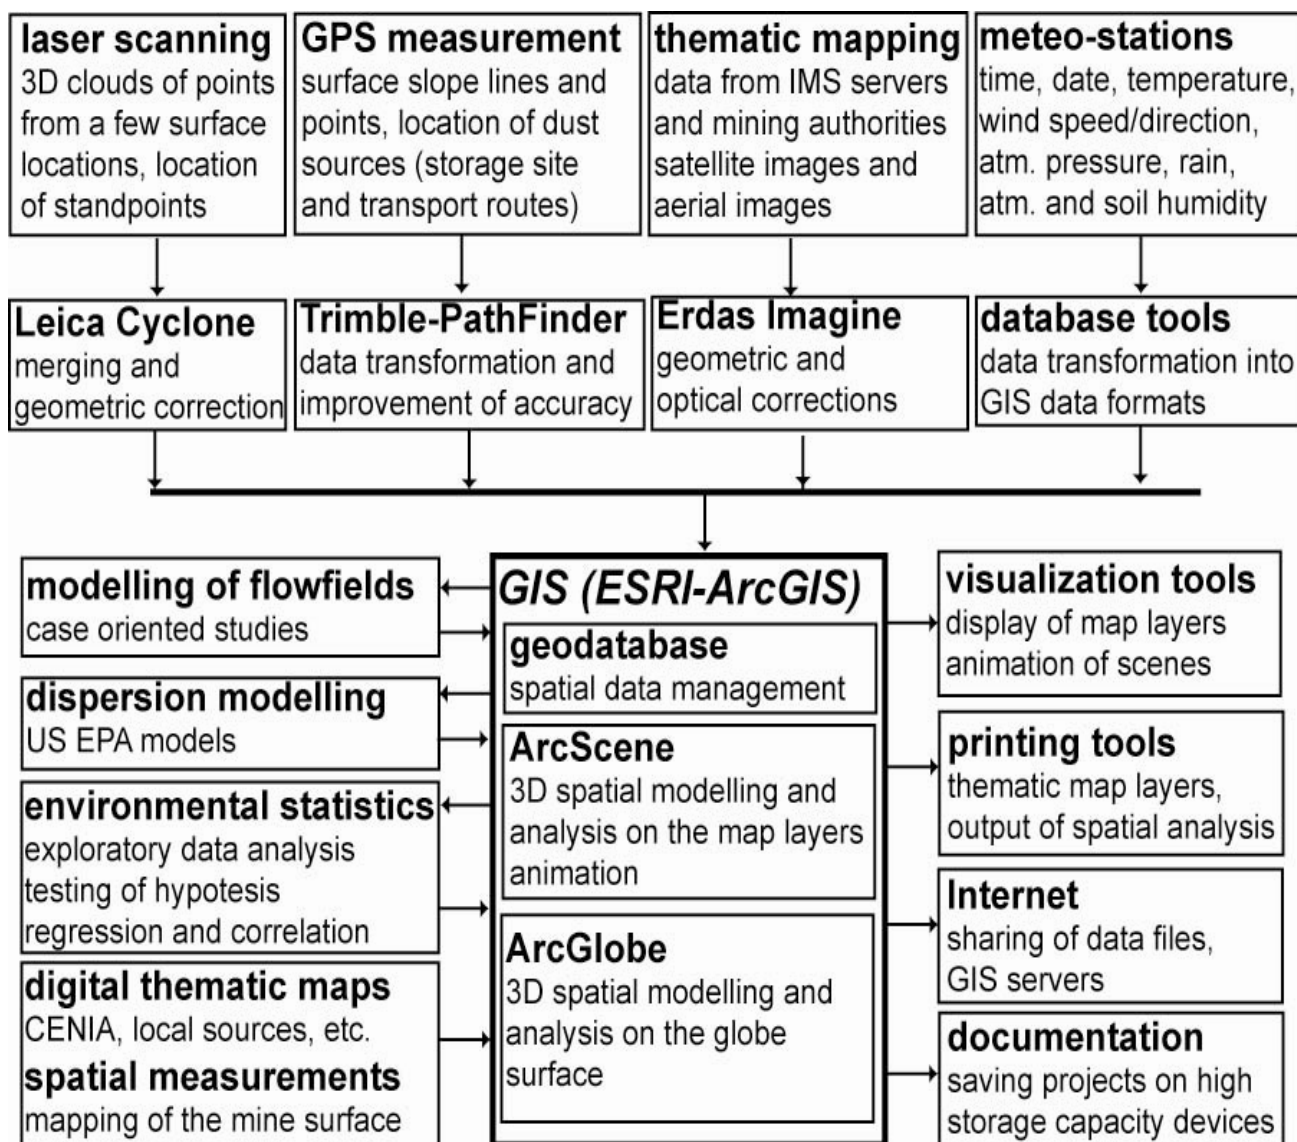 laser scanning
3D clouds of points
from a few surface
locations, location
of standpoints
GPS measurement
surface slope lines and
points, location of dust
sources (storage site
and transport routes)
thematic mapping
data from IMS servers
and mining authorities
satellite images and
aerial images
meteo-stations
time, date, temperature,
wind speed/direction,
atm. pressure, rain,
atm. and soil humidity
Leica Cyclone
merging and
geometric correction
Trimble-PathFinder
data transformation and
improvement of accuracy
Erdas Imagine
geometric and
optical corrections
database tools
data transformation into
GIS data formats
modelling of flowfields
case oriented studies
dispersion modelling
US EPA models
environmental statistics
exploratory data analysis
testing of hypotesis
regression and correlation
digital thematic maps
CENIA, local sources, etc.
spatial measurements
mapping of the mine surface
GIS (ESRI-ArcGIS)
geodatabase
spatial data management
ArcScene
3D spatial modelling and
analysis on the map layers
animation
ArcGlobe
3D spatial modelling and
analysis on the globe
surface
visualization tools
display of map layers
animation of scenes
printing tools
thematic map layers,
output of spatial analysis
Internet
sharing of data files,
GIS servers
documentation
saving projects on high
storage capacity devices